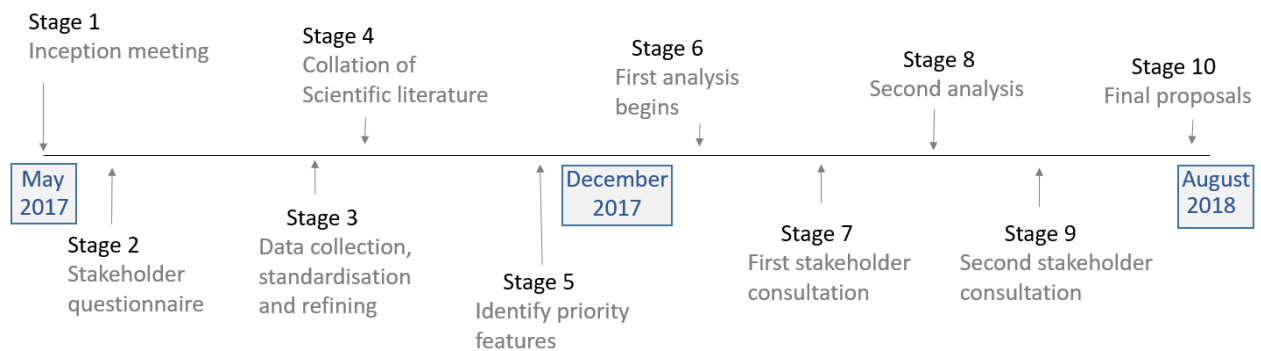 Stage 1
Inception meeting
Stage 4
Collation of
Scientific literature
Stage 6
First analysis
begins
Stage 8
Second analysis
Stage 10
Final proposals
May
2017
December
2017
August
2018
Stage 2
Stakeholder
questionnaire
Stage 3
Data collection,
standardisation
and refining
Stage 5
Identify priority
features
Stage 7
First stakeholder
consultation
Stage 9
Second stakeholder
consultation